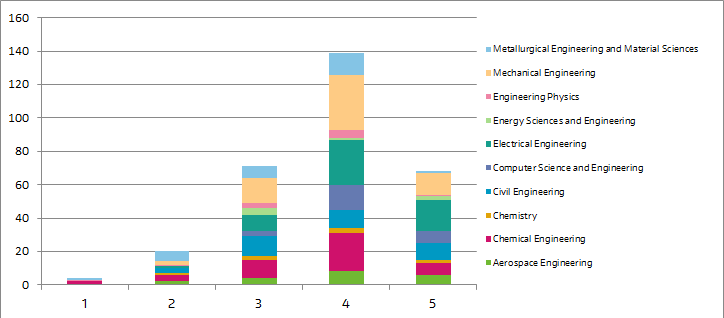 160
140
120
100
80
60
40
20
0
1 2 3 4 5
Metallurgical Engineering and Material Sciences
Mechanical Engineering
Engineering Physics
Energy Sciences and Engineering
Electrical Engineering
Computer Science and Engineering
Civil Engineering
Chemistry
Chemical Engineering
Aerospace Engineering